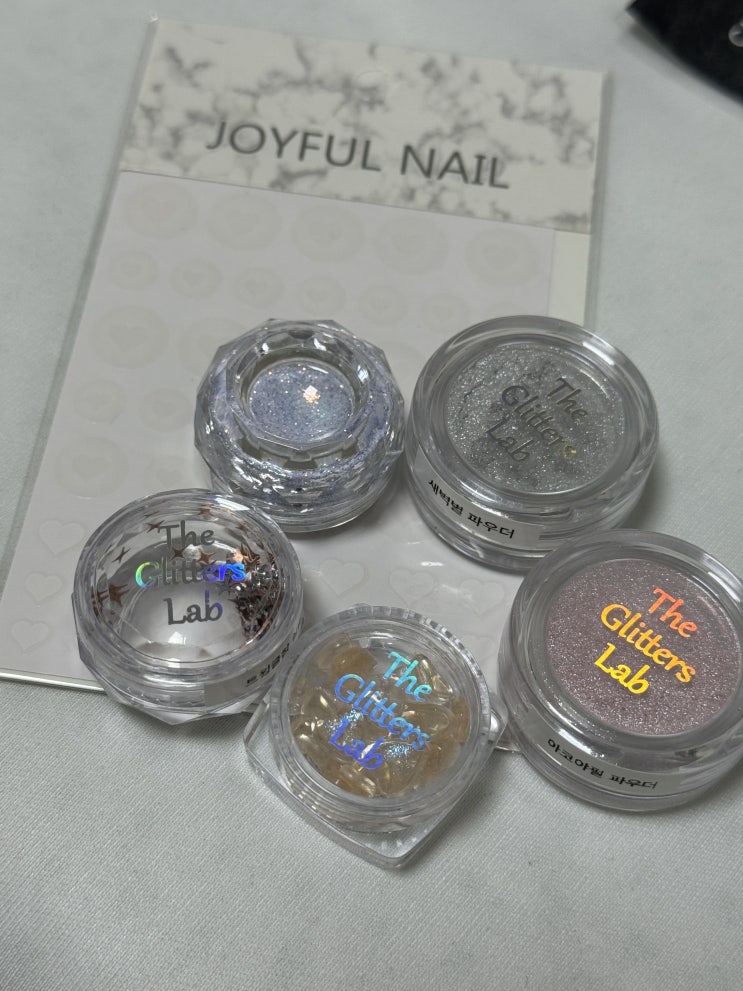 JOYFUL NAIL
The
Glitters
Lab
새벽별 파우더
The
Glitters
Lab
The
Glitters
Lab
아코야펄 파우더
The
Glitters
Lab